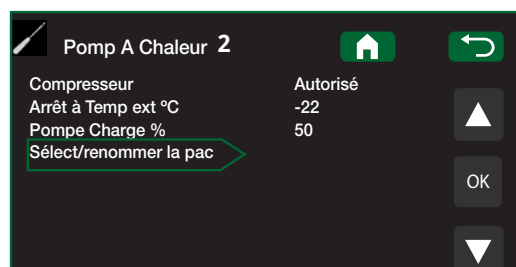 Pomp A Chaleur 2
Compresseur Autorisé
Arrêt à Temp ext ºC -22
Pompe Charge % 50
Sélect/renommer la pac
OK